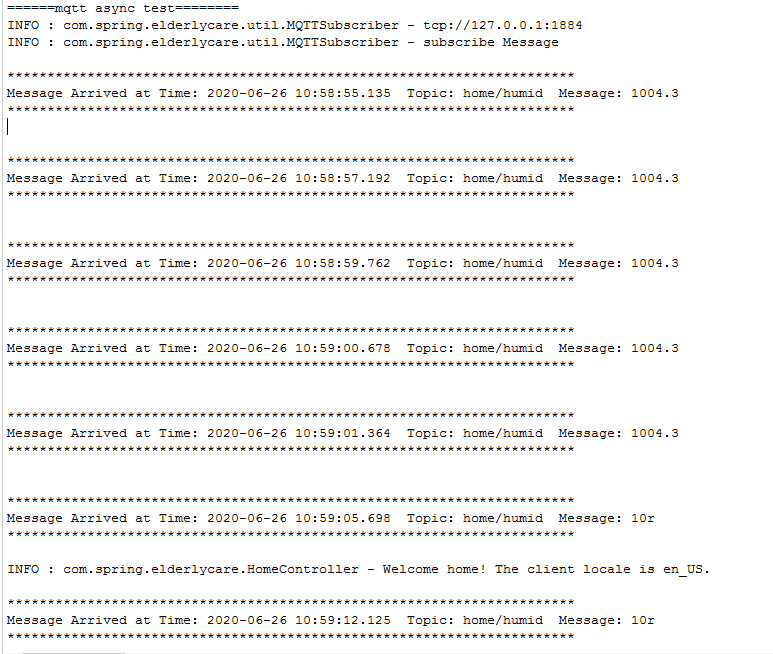 ======mqtt async test========
INFO : com.spring.elderlycare.util.MQTTSubscriber - tcp://127.0.0.1:1884
INFO : com.spring.elderlycare.util.MQTTSubscriber - subscribe Message
***********************************************************************
Message Arrived at Time: 2020-06-26 10:58:55.135  Topic: home/humid  Message: 1004.3
***********************************************************************
***********************************************************************
Message Arrived at Time: 2020-06-26 10:58:57.192  Topic: home/humid  Message: 1004.3
***********************************************************************
***********************************************************************
Message Arrived at Time: 2020-06-26 10:58:59.762  Topic: home/humid  Message: 1004.3
***********************************************************************
***********************************************************************
Message Arrived at Time: 2020-06-26 10:59:00.678  Topic: home/humid  Message: 1004.3
***********************************************************************
***********************************************************************
Message Arrived at Time: 2020-06-26 10:59:01.364  Topic: home/humid  Message: 1004.3
***********************************************************************
***********************************************************************
Message Arrived at Time: 2020-06-26 10:59:05.698  Topic: home/humid  Message: 10r
***********************************************************************
INFO : com.spring.elderlycare.HomeController - Welcome home! The client locale is en_US.
***********************************************************************
Message Arrived at Time: 2020-06-26 10:59:12.125  Topic: home/humid  Message: 10r
***********************************************************************